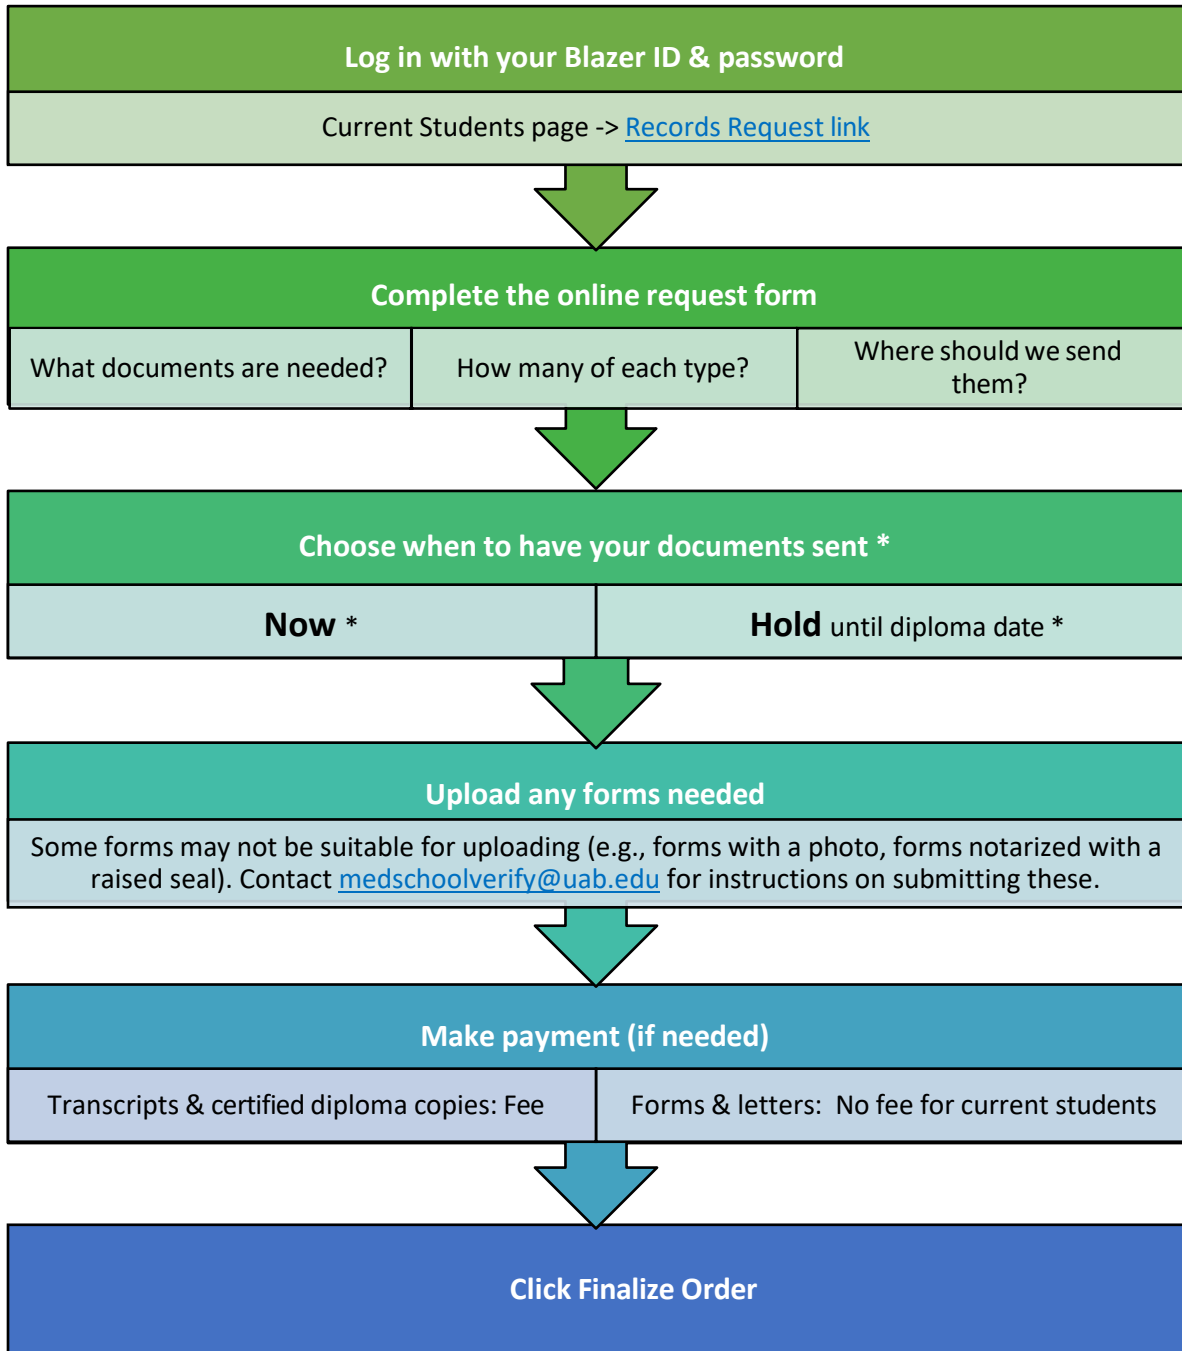 Log in with your Blazer ID & password
Current Students page -> Records Request link
Complete the online request form
What documents are needed?
How many of each type?
Where should we send
them?
Choose when to have your documents sent *
Now *
Hold until diploma date *
Upload any forms needed
Some forms may not be suitable for uploading (e.g., forms with a photo, forms notarized with a
raised seal). Contact medschoolverify@uab.edu for instructions on submitting these.
Make payment (if needed)
Transcripts & certified diploma copies: Fee
Forms & letters:  No fee for current students
Click Finalize Order